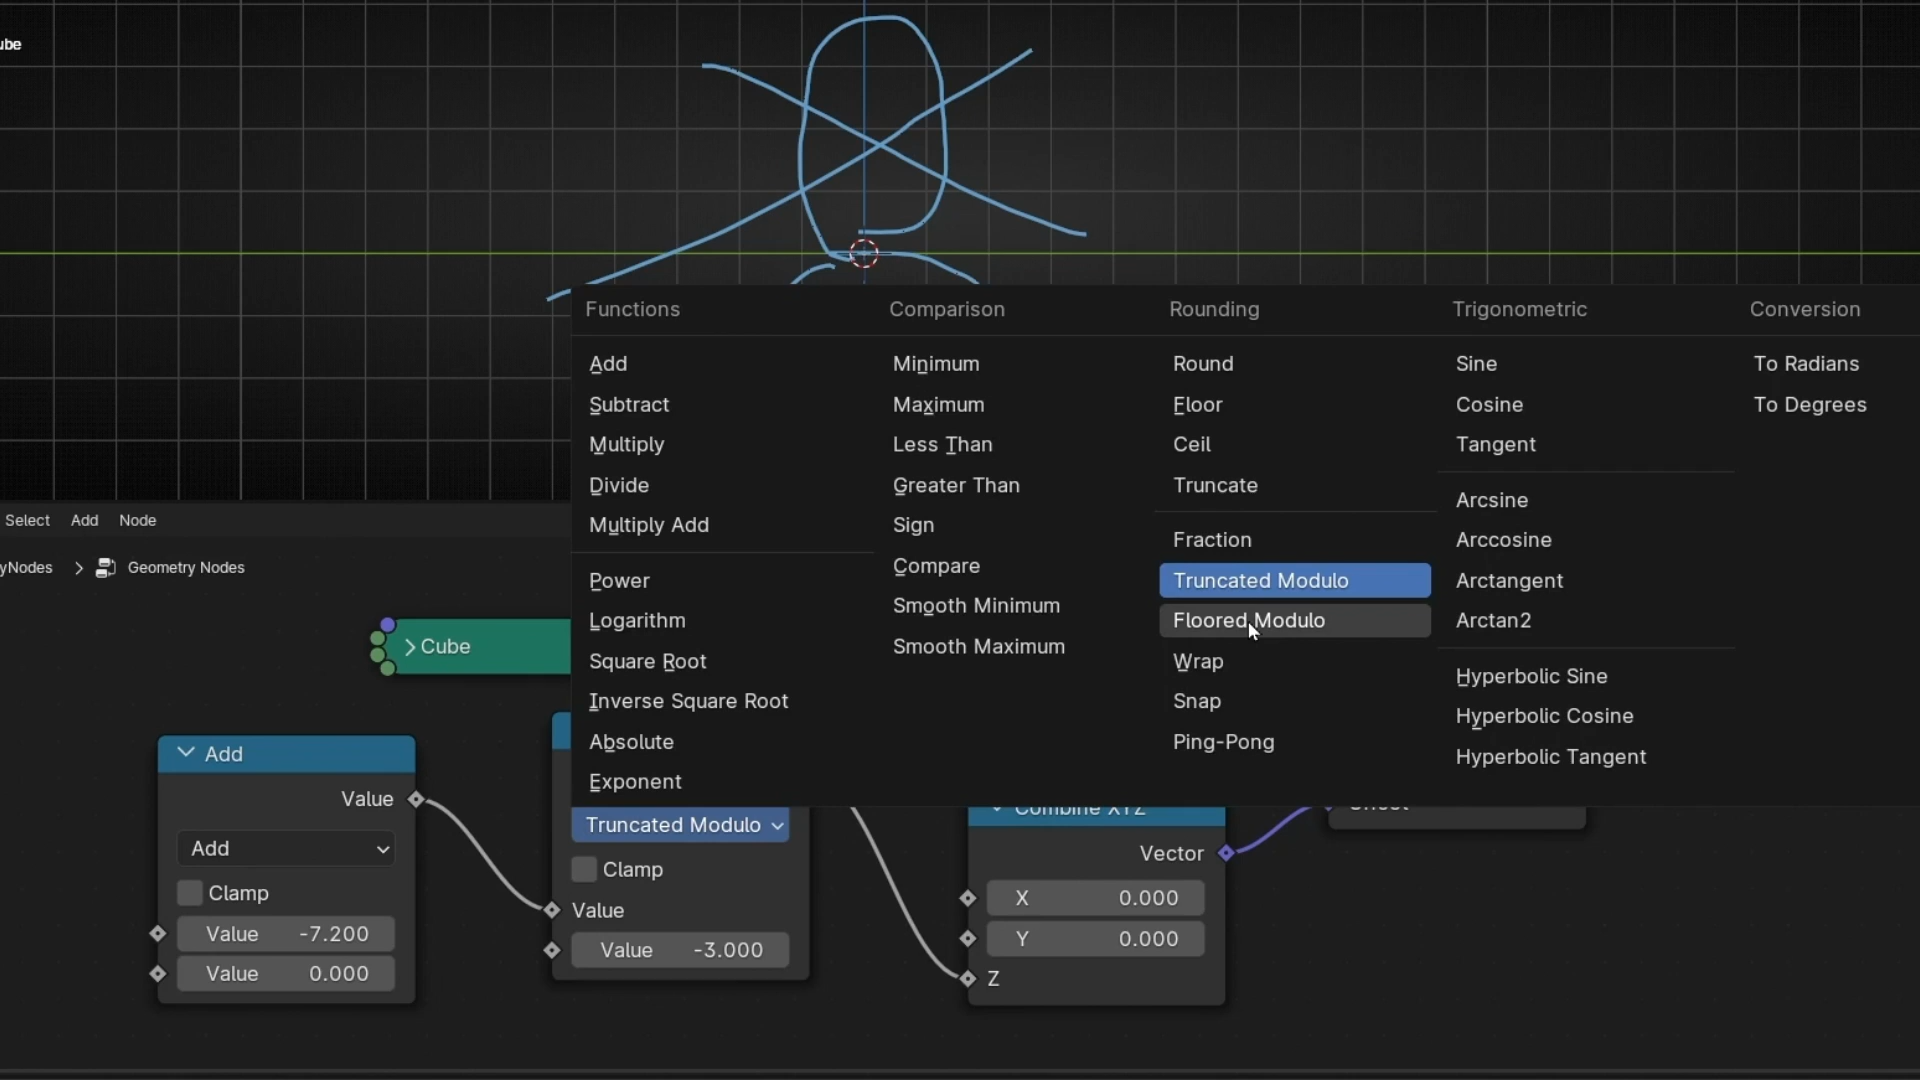 Functions
Comparison
Rounding
Trigonometric
Conversion
Add
Minimum
Round
Sine
To Radians
Subtract
Maximum
Floor
Cosine
To Degrees
Multiply
Less Than
Ceil
Tangent
Divide
Greater Than
Truncate
Arcsine
Multiply Add
Sign
Fraction
Arccosine
Power
Compare
Truncated Modulo
Arctangent
Logarithm
Smooth Minimum
Floored Modulo
Arctan2
Square Root
Smooth Maximum
Wrap
Hyperbolic Sine
Inverse Square Root
Snap
Hyperbolic Cosine
Absolute
Ping-Pong
Hyperbolic Tangent
Exponent
Select Add Node
Geometry Nodes
Cube
Add
Value
Add
Clamp
Value -7.200
Value 0.000
Truncated Modulo
Clamp
Value
Value -3.000
Combine XYZ
Vector
X 0.000
Y 0.000
Z